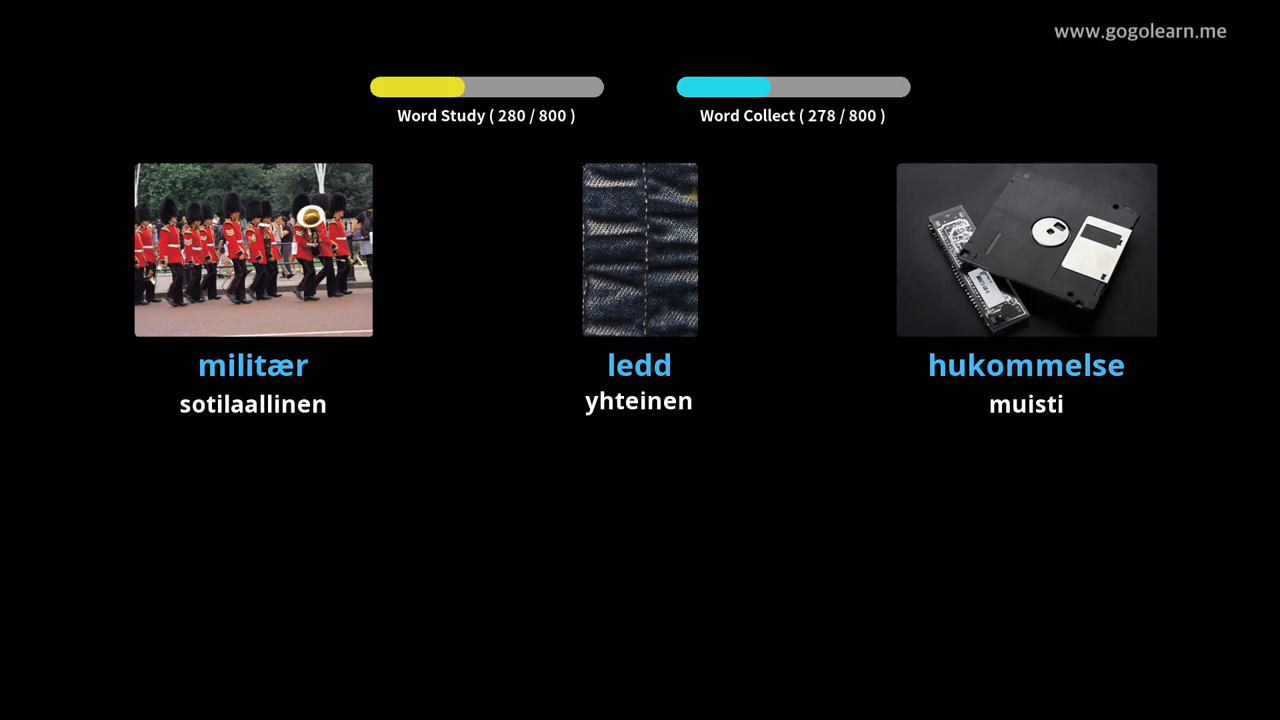 www.gogolearn.me
Word Study ( 280 / 800 )
Word Collect ( 278 / 800 )
militær
ledd
hukommelse
sotilaallinen
yhteinen
muisti